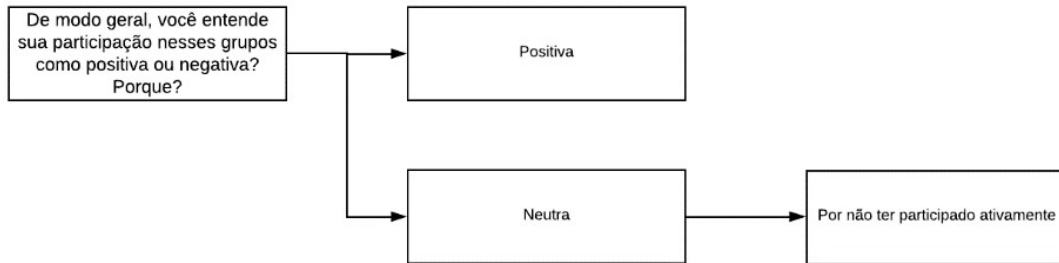 De modo geral, você entende
sua participação nesses grupos
como positiva ou negativa?
Porque?
Positiva
Neutra
Por não ter participado ativamente